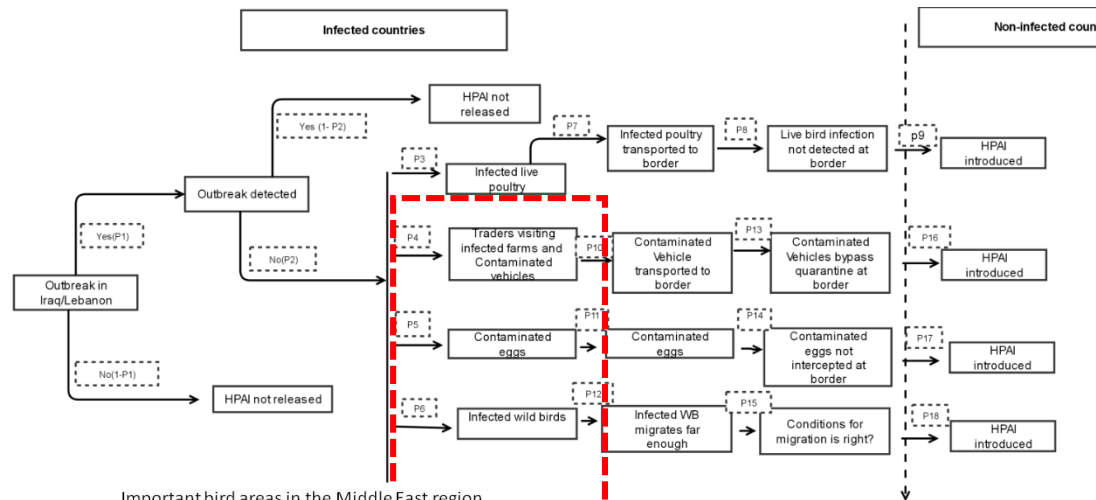 Infected countries
Non-infected coun
HPAI not
released
Yes (1- P2)
P7
Infected poultry
transported to
border
P8
Live bird infection
not detected at
border
p9
HPAI
introduced
P3
Infected live
poultry
Outbreak detected
Yes(P1)
No(P2)
P4
Traders visiting
infected farms and
Contaminated
vehicles
P10
Contaminated
Vehicle
transported to
border
P13
Contaminated
Vehicles bypass
quarantine at
border
P16
HPAI
introduced
Outbreak in
Iraq/Lebanon
P5
Contaminated
eggs
P11
Contaminated
eggs
P14
Contaminated
eggs not
intercepted at
border
P17
HPAI
introduced
No(1-P1)
HPAI not released
P6
Infected wild birds
P12
Infected WB
migrates far
enough
P15
Conditions for
migration is right?
P18
HPAI
introduced
Important bird areas in the Middle East region